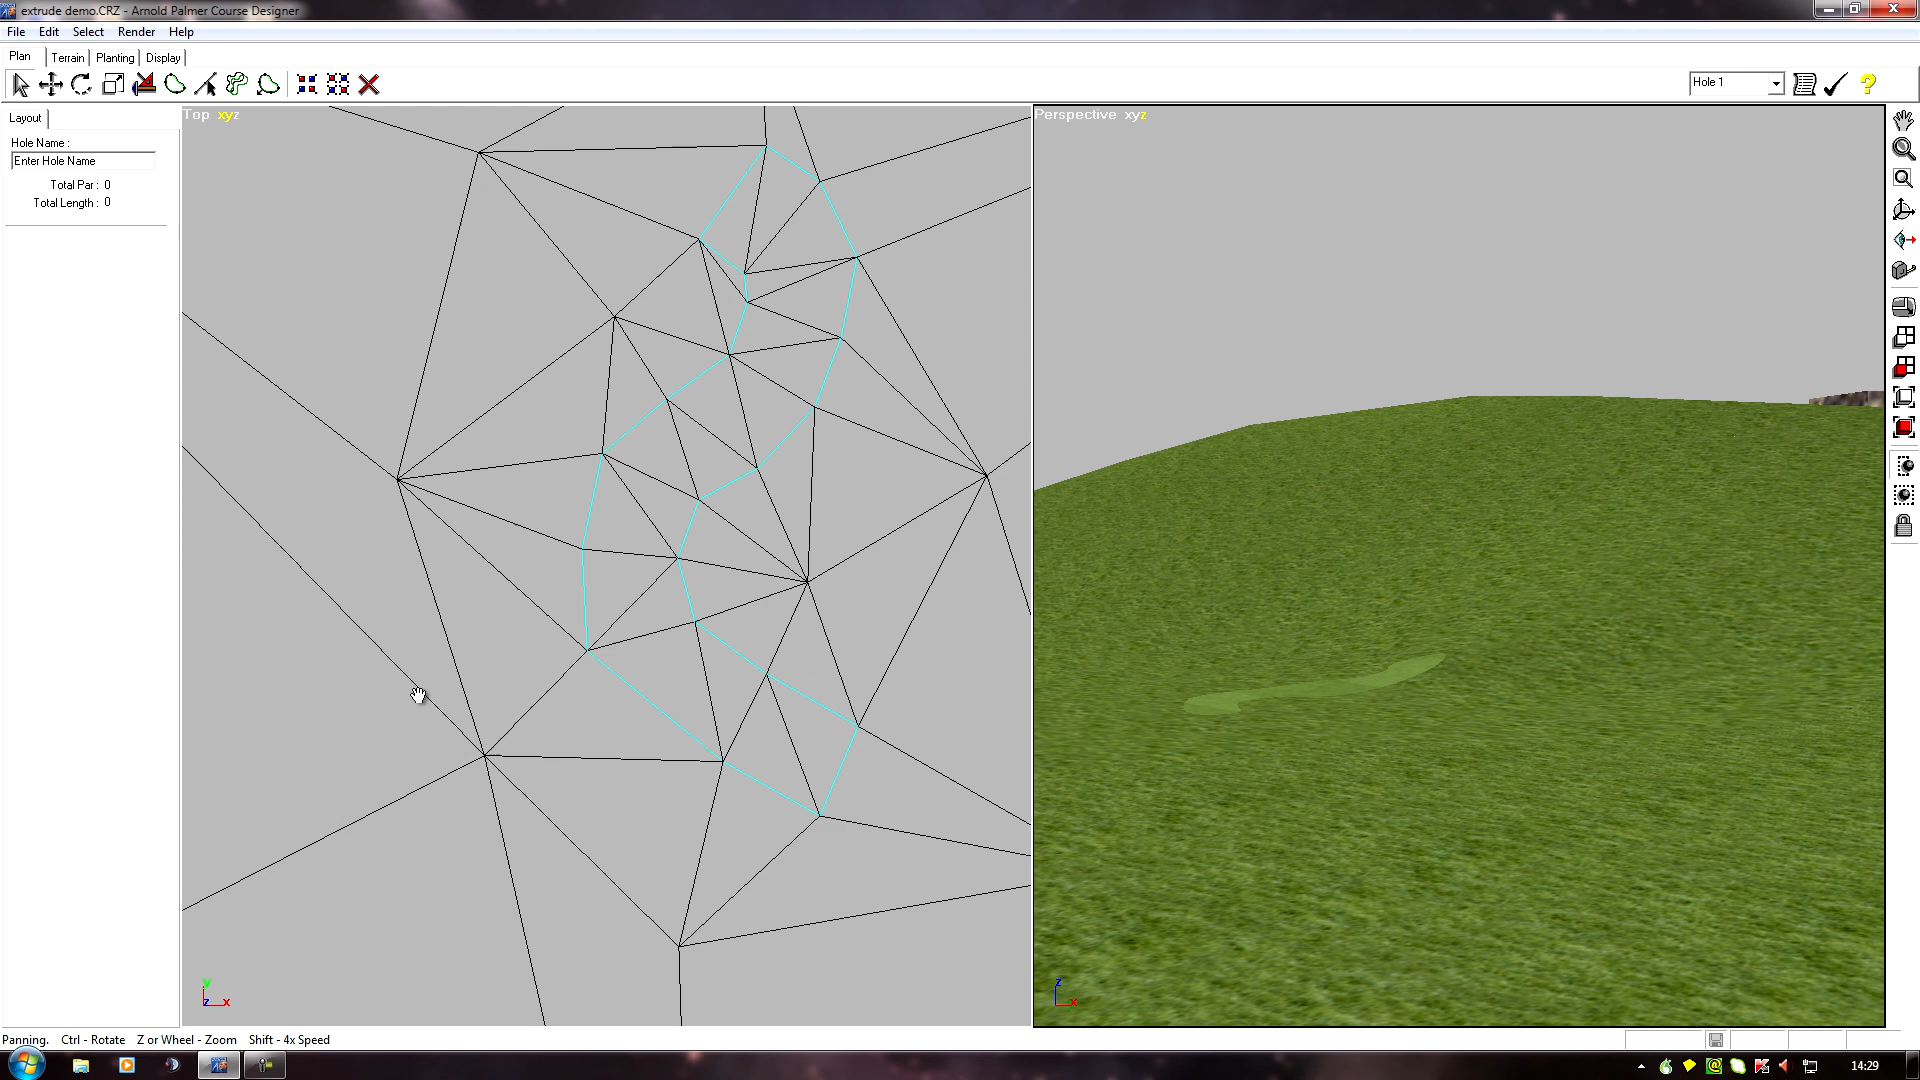 extrude demo.CRZ - Arnold Palmer Course Designer
File Edit Select Render Help
Plan Terrain Planting Display
Hole 1
Layout
Hole Name :
Enter Hole Name
Total Par : 0
Total Length : 0
Top xyz
Perspective xyz
y
z x
z
x
Panning. Ctrl - Rotate Z or Wheel - Zoom Shift - 4x Speed
14:29